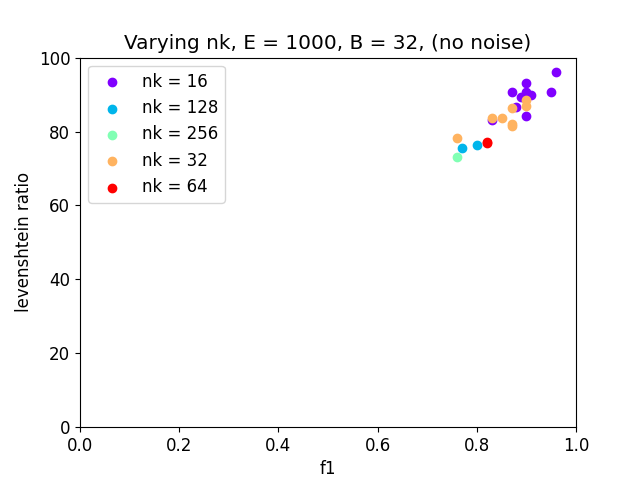 Varying nk, E = 1000, B = 32, (no noise)
100
80
60
40
20
0
levenshtein ratio
nk = 16
nk = 128
nk = 256
nk = 32
nk = 64
0.0 0.2 0.4 0.6 0.8 1.0
f1